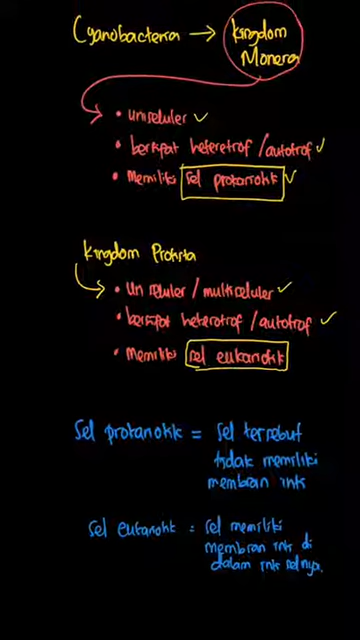 Cyanobacteria → kingdom
Monera
• uniseluler ✓
• bersifat heterotrof / autotrof ✓
• Memiliki sel prokariotik ✓
kingdom Protista
• Uniseluler / multiseluler ✓
• bersifat heterotrof / autotrof ✓
• memiliki sel eukariotik
Sel prokariotik = sel tersebut
tidak memiliki
membran inti
sel eukariotik = sel memiliki
membran inti di
dalam inti selnya.